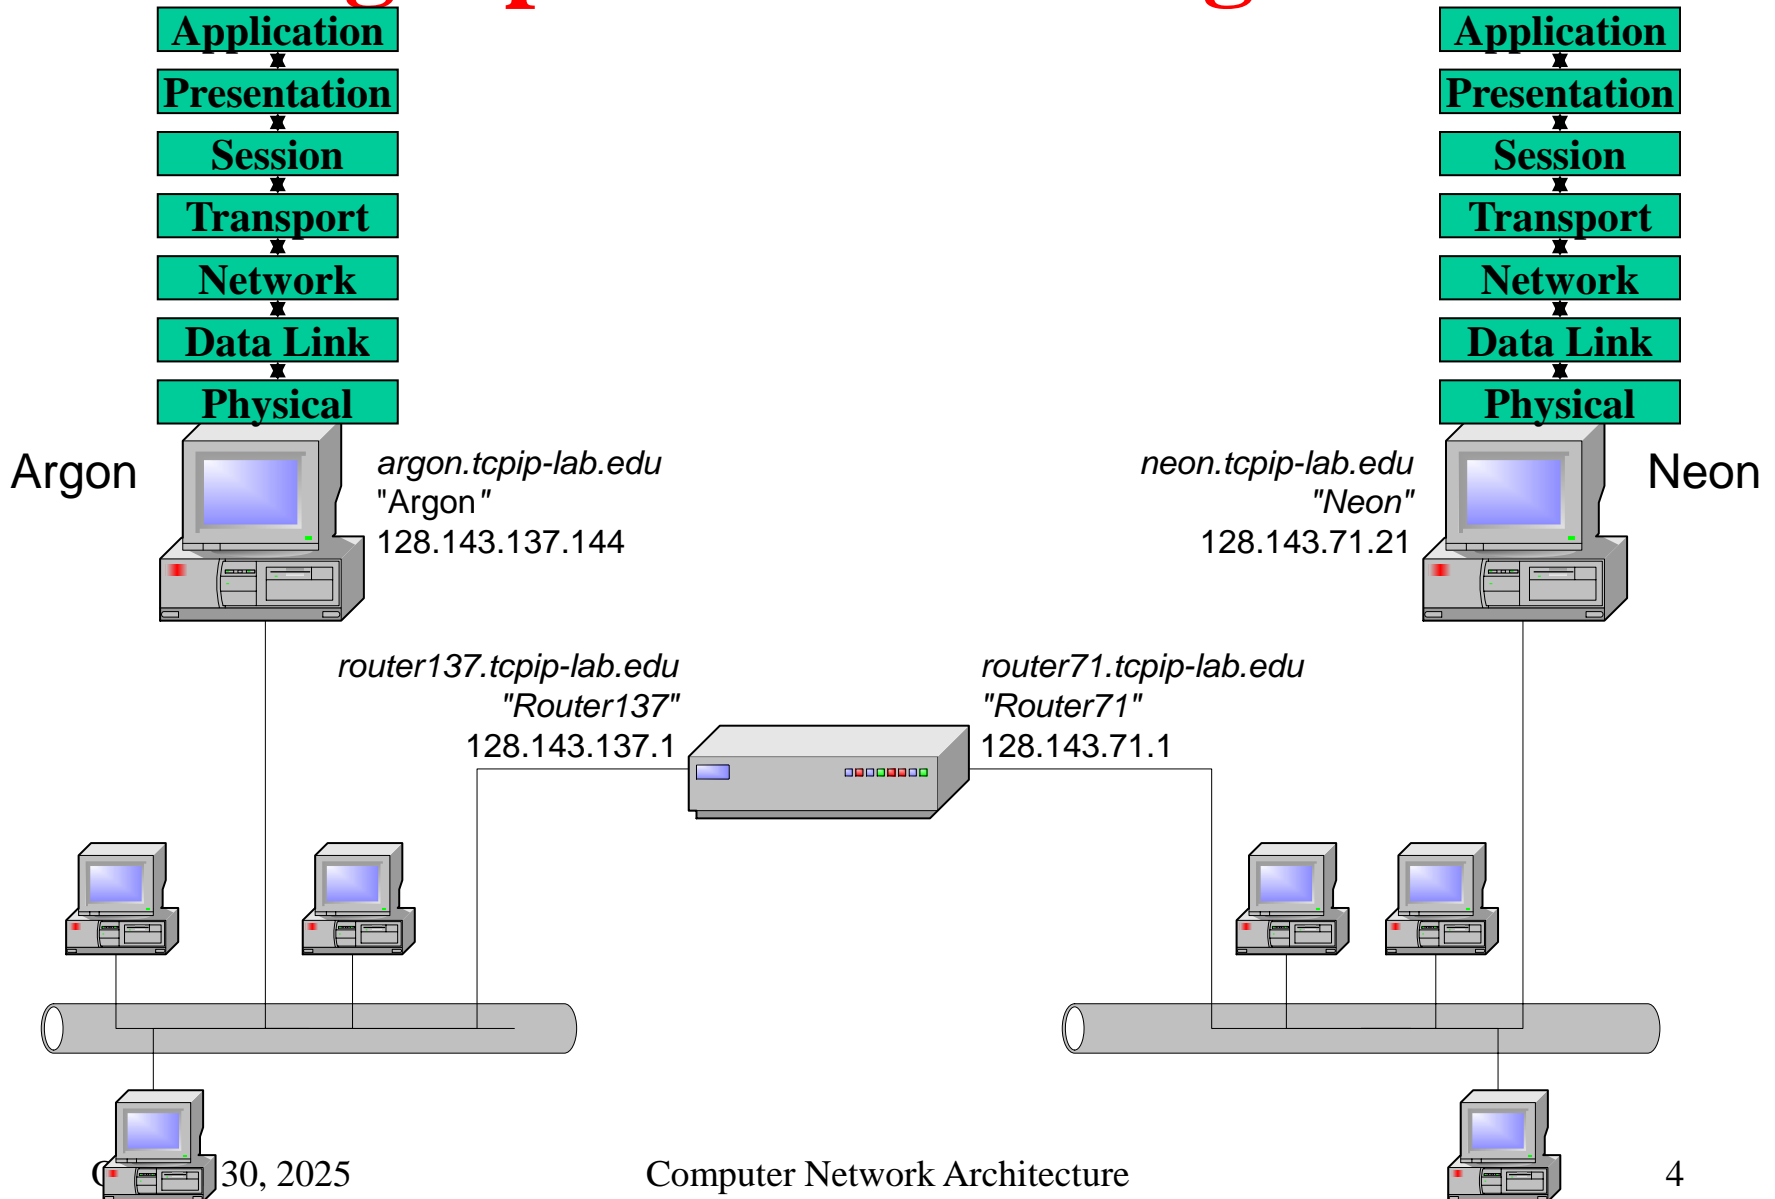 Application
Presentation
Session
Transport
Network
Data Link
Physical
Application
Presentation
Session
Transport
Network
Data Link
Physical
Argon
argon.tcpip-lab.edu
"Argon"
128.143.137.144
neon.tcpip-lab.edu
"Neon"
128.143.71.21
Neon
router137.tcpip-lab.edu
"Router137"
128.143.137.1
router71.tcpip-lab.edu
"Router71"
128.143.71.1
30, 2025
Computer Network Architecture
4